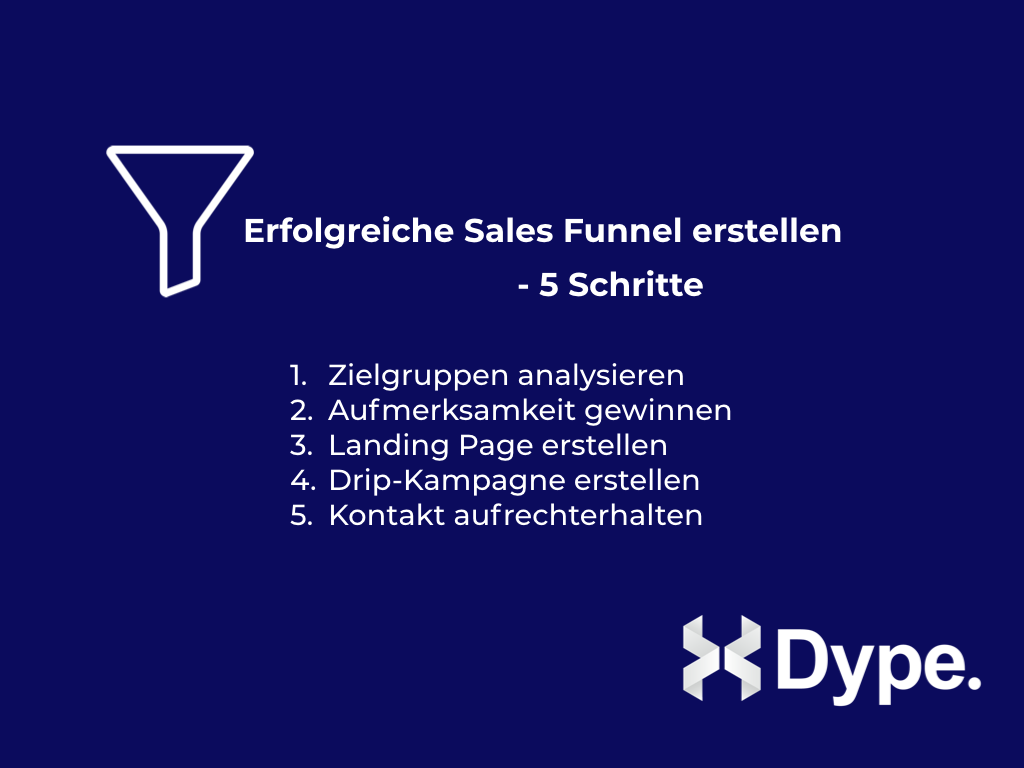 Erfolgreiche Sales Funnel erstellen
- 5 Schritte
1. Zielgruppen analysieren
2. Aufmerksamkeit gewinnen
3. Landing Page erstellen
4. Drip-Kampagne erstellen
5. Kontakt aufrechterhalten
Dype.